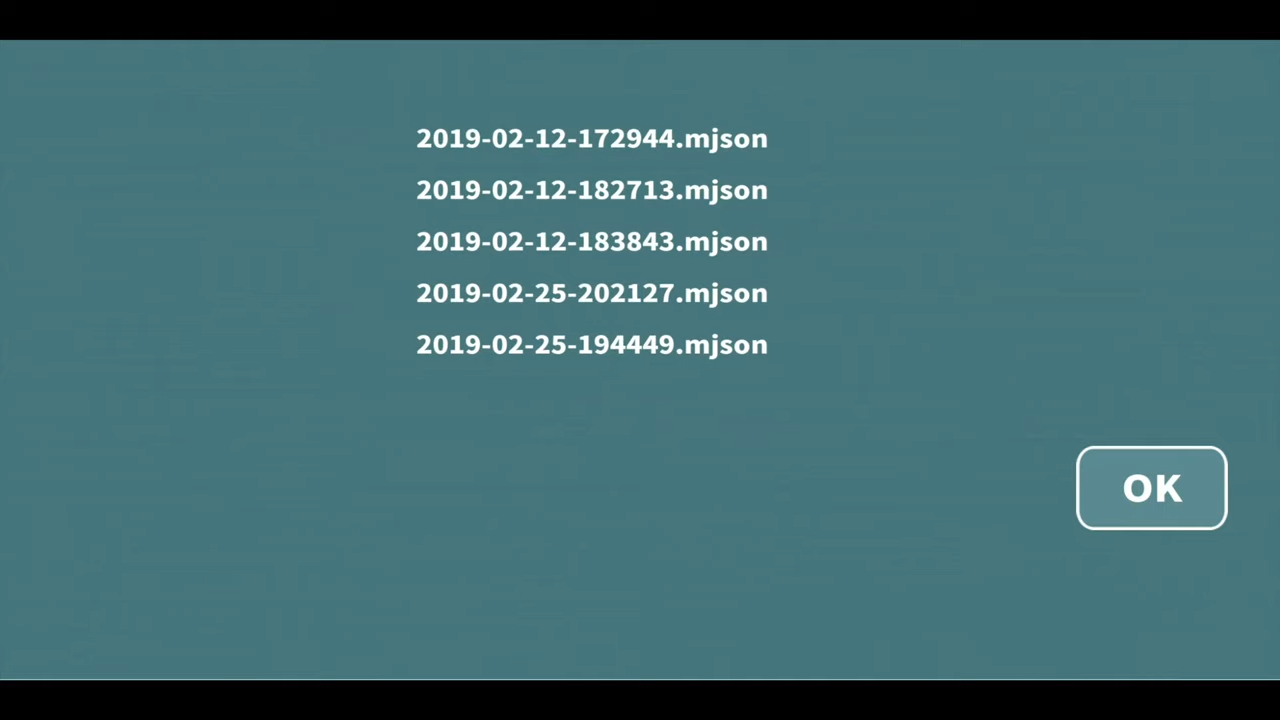 2019-02-12-172944.mjson
2019-02-12-182713.mjson
2019-02-12-183843.mjson
2019-02-25-202127.mjson
2019-02-25-194449.mjson
OK